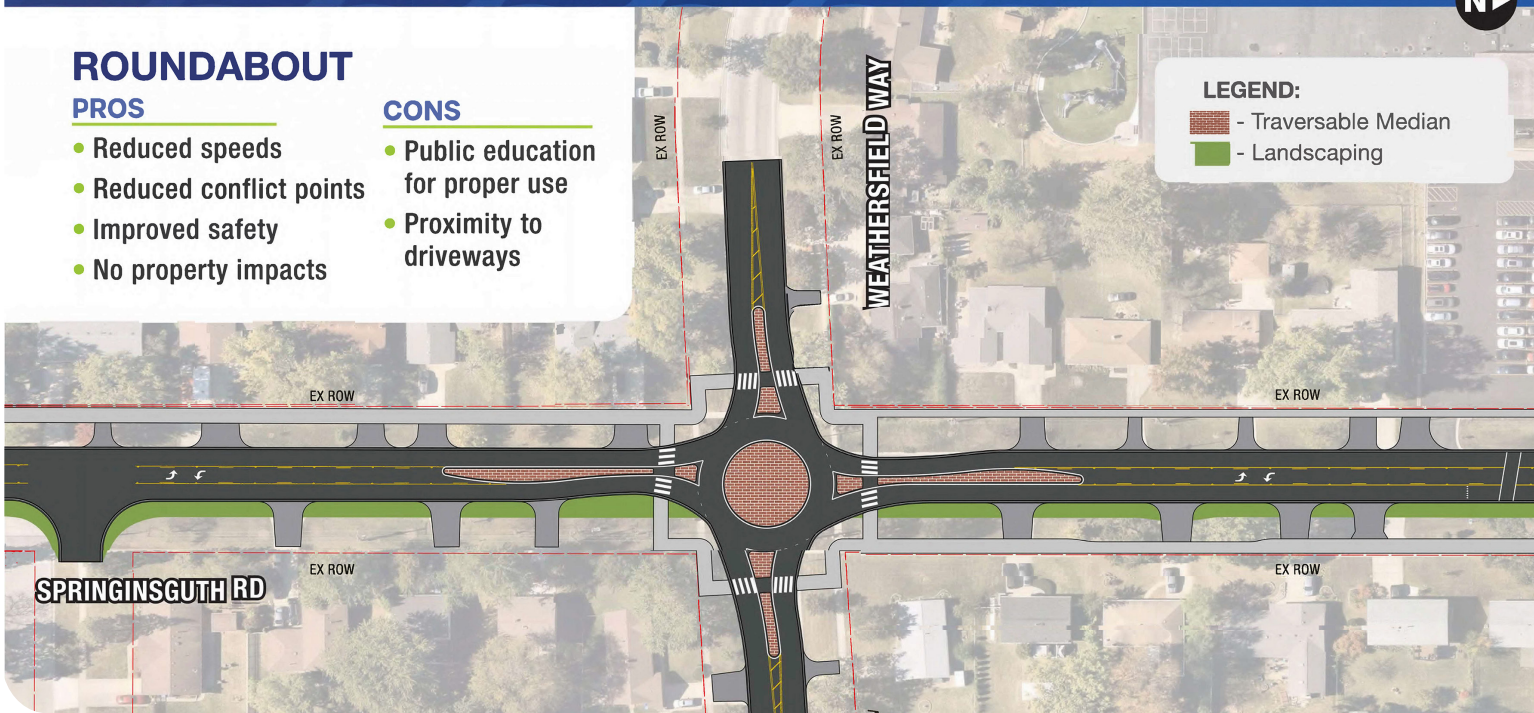 N
ROUNDABOUT
PROS
Reduced speeds
Reduced conflict points
Improved safety
No property impacts
CONS
Public education
for proper use
Proximity to
driveways
EX ROW
EX ROW
WEATHERSFIELD WAY
LEGEND:
- Traversable Median
- Landscaping
EX ROW
EX ROW
SPRINGINSGUTH RD
EX ROW
EX ROW